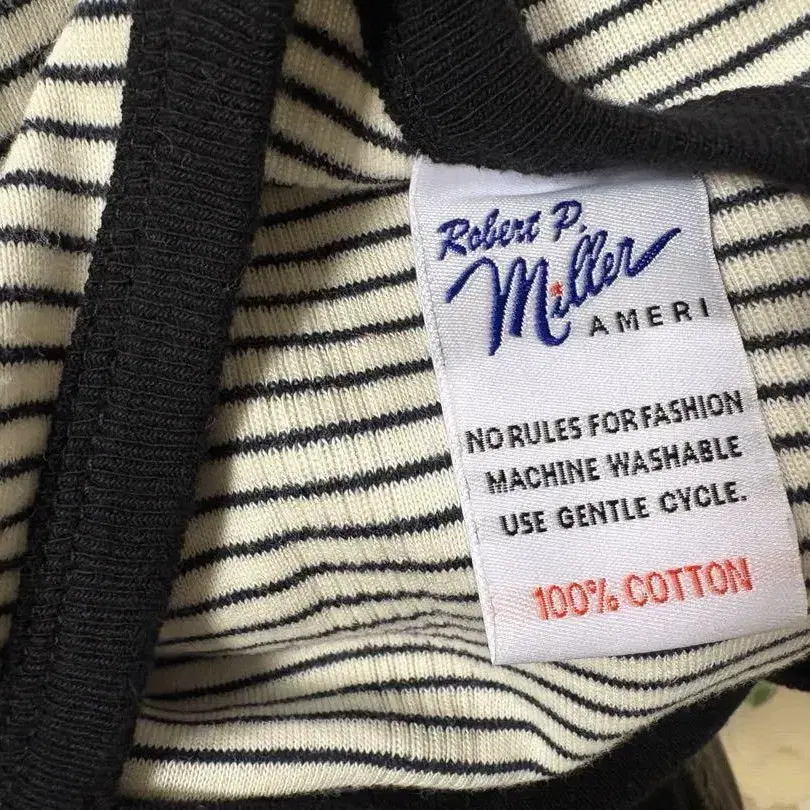 Robert P.
Miller
AMERI
NO RULES FOR FASHION
MACHINE WASHABLE
USE GENTLE CYCLE.
100% COTTON